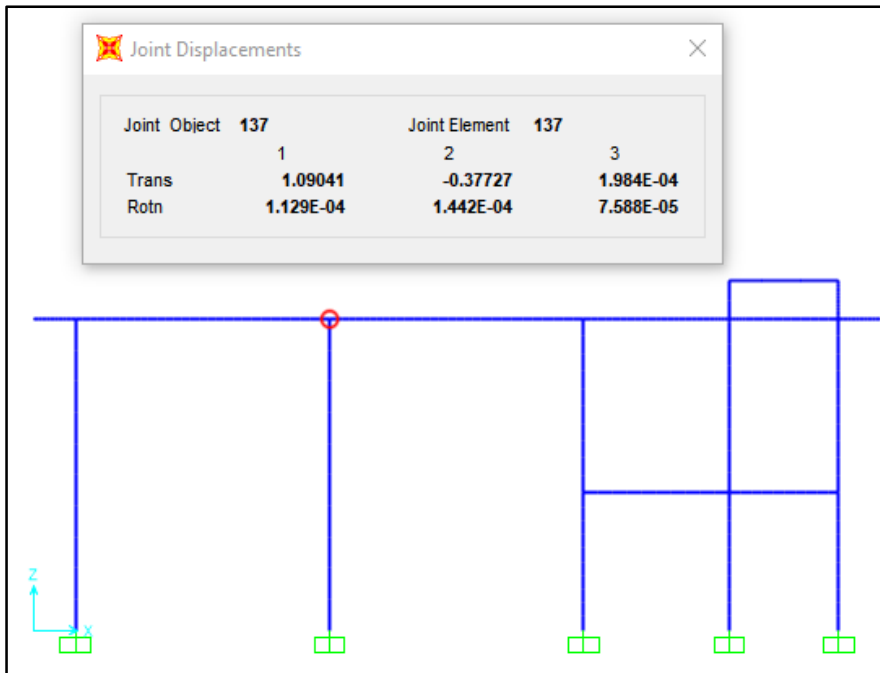 Joint Displacements
Joint Object 137 Joint Element 137
1 2 3
Trans 1.09041 -0.37727 1.984E-04
Rotn 1.129E-04 1.442E-04 7.588E-05
Z
X